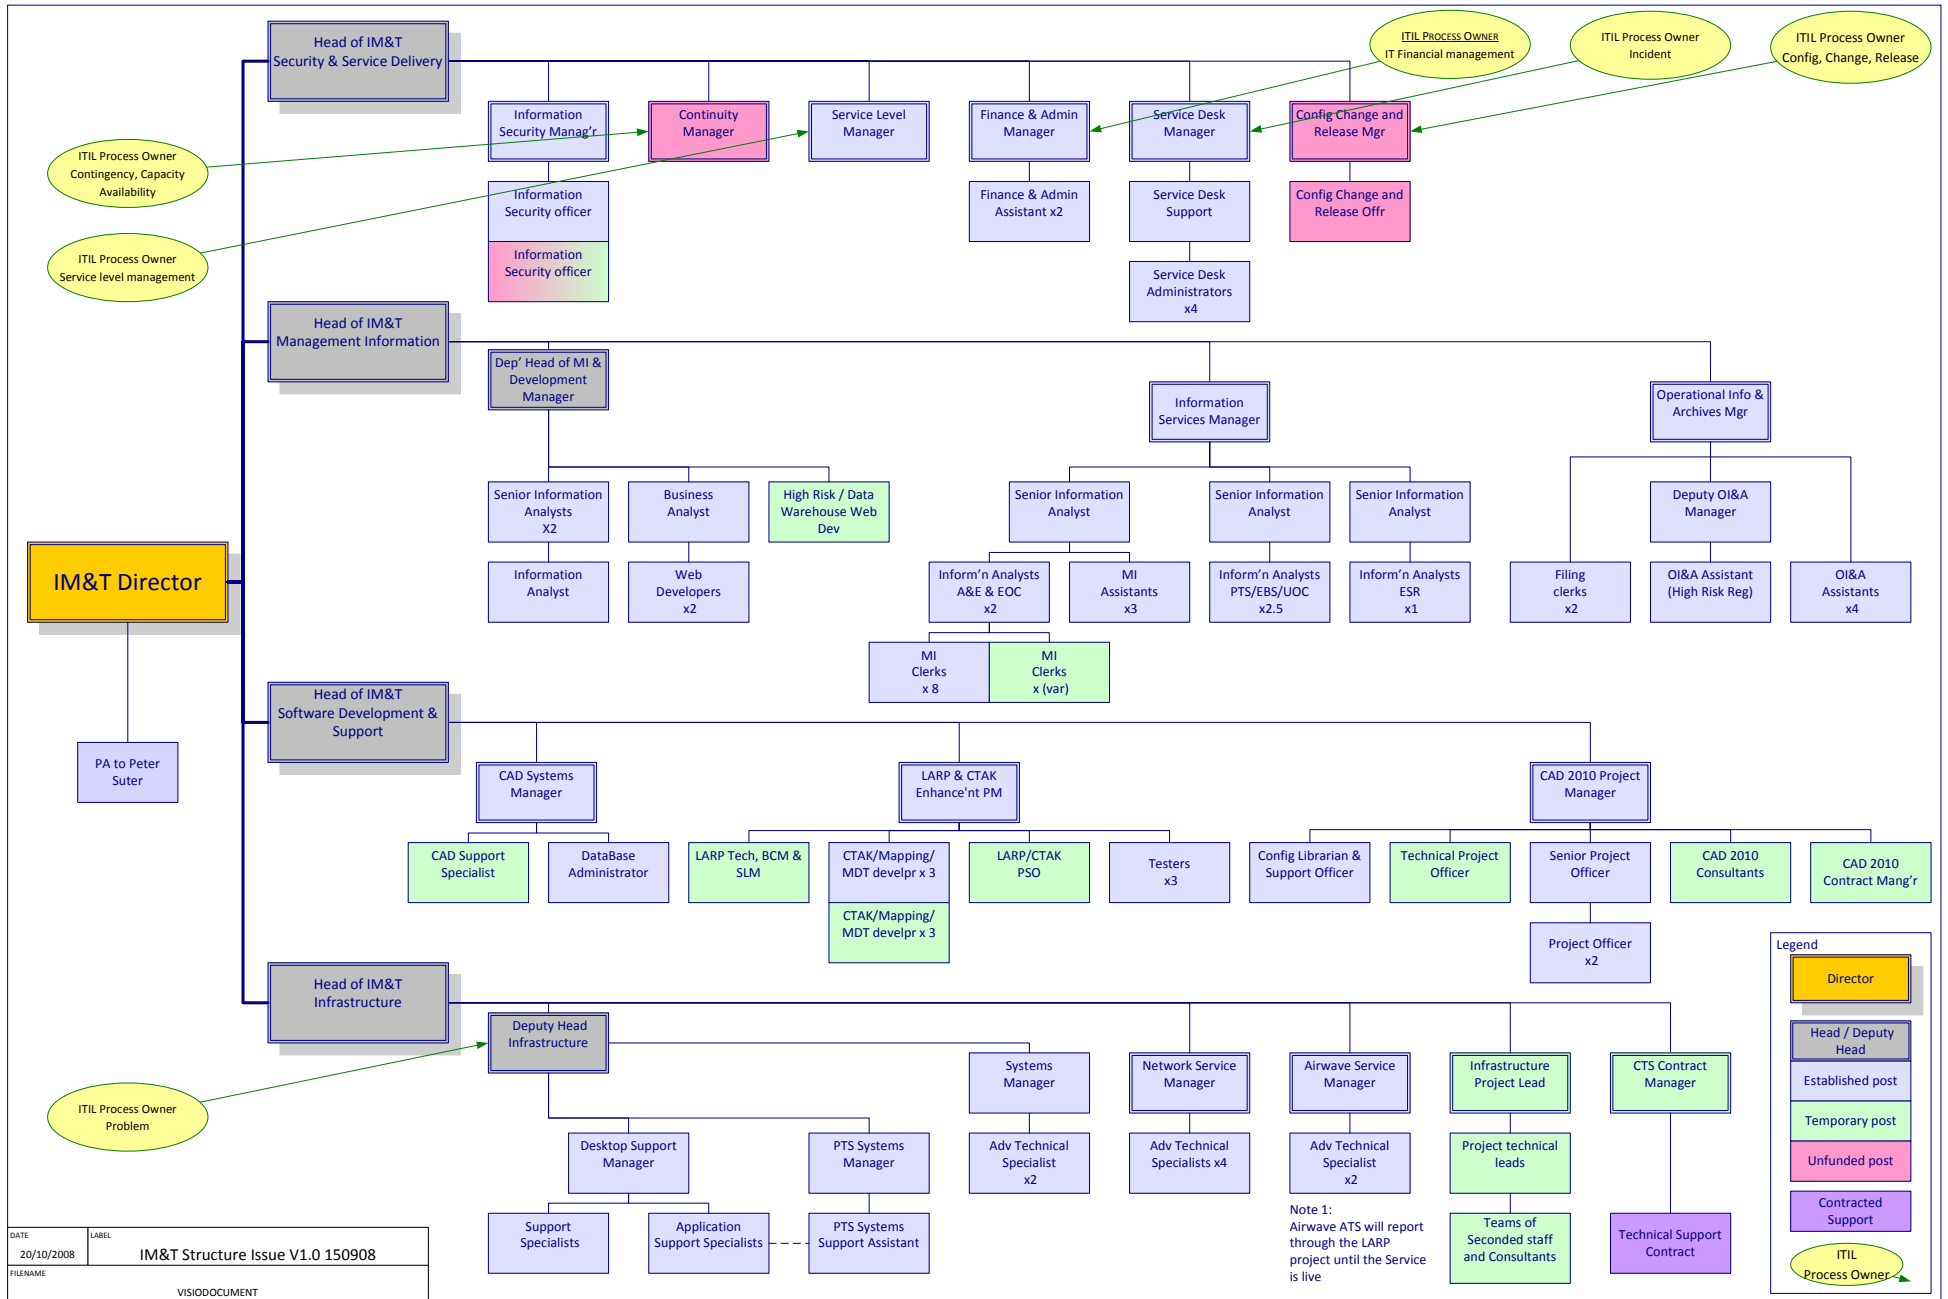 Head of IM&T
Security & Service Delivery
ITIL PROCESS OWNER
IT Financial management
ITIL Process Owner
Incident
ITIL Process Owner
Config, Change, Release
Information
Security Manag'r
Continuity
Manager
Service Level
Manager
Finance & Admin
Manager
Service Desk
Manager
Config Change and
Release Mgr
ITIL Process Owner
Contingency, Capacity
Availability
Information
Security officer
Finance & Admin
Assistant x2
Service Desk
Support
Config Change and
Release Offr
ITIL Process Owner
Service level management
Information
Security officer
Service Desk
Administrators
x4
Head of IM&T
Management Information
Dep' Head of MI &
Development
Manager
Information
Services Manager
Operational Info &
Archives Mgr
Senior Information
Analysts
X2
Business
Analyst
High Risk / Data
Warehouse Web
Dev
Senior Information
Analyst
Senior Information
Analyst
Senior Information
Analyst
Deputy OI&A
Manager
Information
Analyst
Web
Developers
x2
Inform'n Analysts
A&E & EOC
x2
MI
Assistants
x3
Inform'n Analysts
PTS/EBS/UOC
x2.5
Inform'n Analysts
ESR
x1
Filing
clerks
x2
OI&A Assistant
(High Risk Reg)
OI&A
Assistants
x4
MI
Clerks
x 8
MI
Clerks
x (var)
IM&T Director
PA to Peter
Suter
Head of IM&T
Software Development &
Support
CAD Systems
Manager
LARP & CTAK
Enhance'nt PM
CAD 2010 Project
Manager
CAD Support
Specialist
DataBase
Administrator
LARP Tech, BCM &
SLM
CTAK/Mapping/
MDT develpr x 3
LARP/CTAK
PSO
Testers
x3
Config Librarian &
Support Officer
Technical Project
Officer
Senior Project
Officer
CAD 2010
Consultants
CAD 2010
Contract Mang'r
CTAK/Mapping/
MDT develpr x 3
Project Officer
x2
Head of IM&T
Infrastructure
Deputy Head
Infrastructure
Systems
Manager
Network Service
Manager
Airwave Service
Manager
Infrastructure
Project Lead
CTS Contract
Manager
ITIL Process Owner
Problem
Desktop Support
Manager
PTS Systems
Manager
Adv Technical
Specialist
x2
Adv Technical
Specialists x4
Adv Technical
Specialist
x2
Project technical
leads
Support
Specialists
Application
Support Specialists
PTS Systems
Support Assistant
Note 1:
Airwave ATS will report
through the LARP
project until the Service
is live
Teams of
Seconded staff
and Consultants
Technical Support
Contract
Legend
Director
Head / Deputy
Head
Established post
Temporary post
Unfunded post
Contracted
Support
ITIL
Process Owner
DATE
20/10/2008
LABEL
IM&T Structure Issue V1.0 150908
FILENAME
VISIODOCUMENT